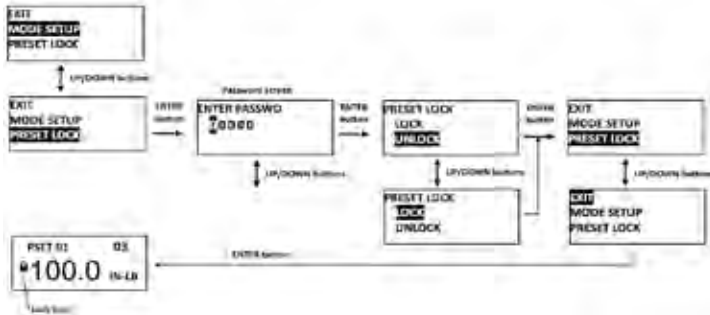 EXIT
MODE SETUP
PRESET LOCK
UP/DOWN buttons
EXIT
MODE SETUP
PRESET LOCK
ENTER
button
Password screen
ENTER PASSWD
ENTER
button
PRESET LOCK
LOCK
UNLOCK
ENTER
button
EXIT
MODE SETUP
PRESET LOCK
UP/DOWN buttons
UP/DOWN buttons
UP/DOWN buttons
PRESET LOCK
LOCK
UNLOCK
EXIT
MODE SETUP
PRESET LOCK
ENTER button
PSET 01 03
100.0 IN-LB